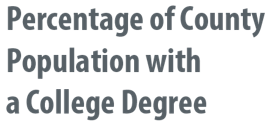 Percentage of County
Population with
a College Degree